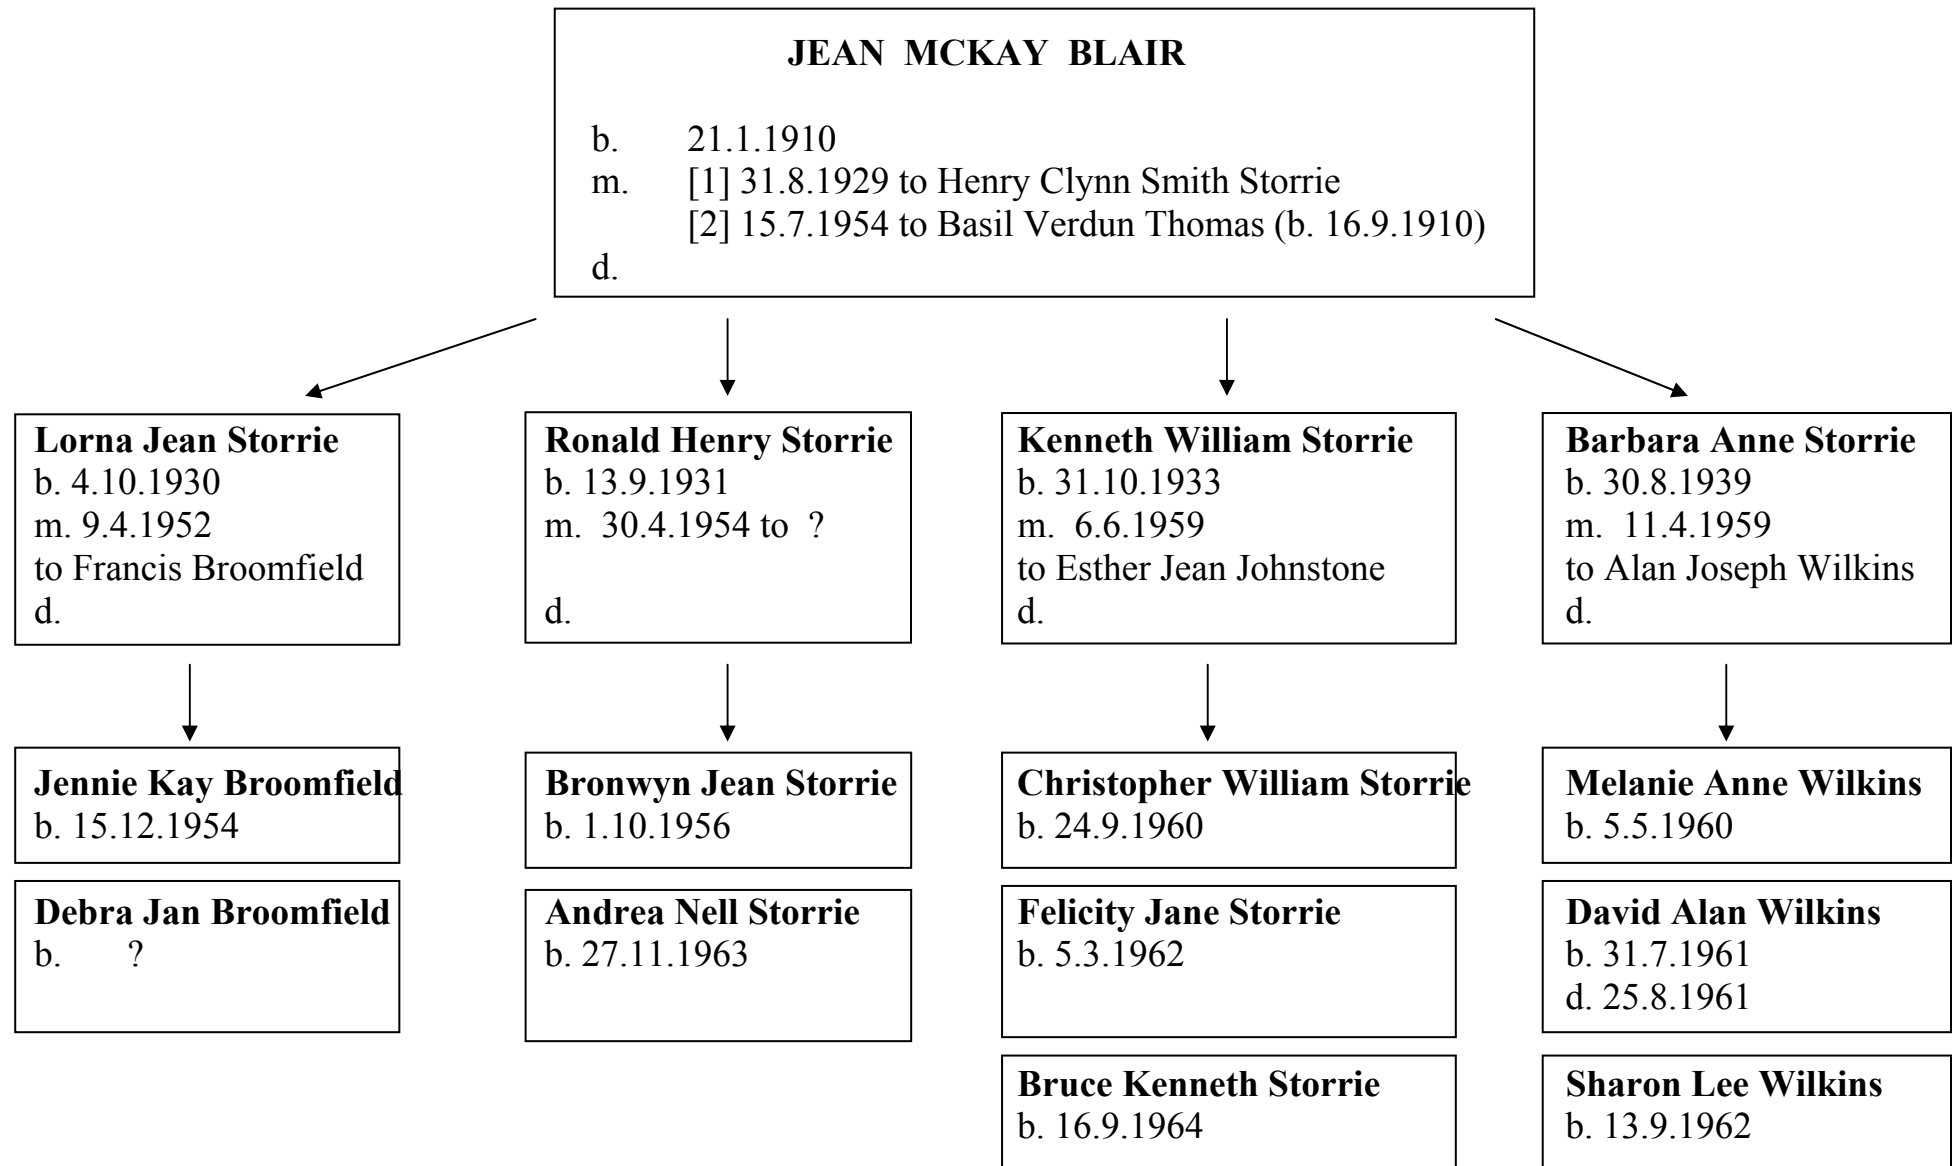 JEAN MCKAY BLAIR
b. 21.1.1910
m. [1] 31.8.1929 to Henry Clynn Smith Storrie
[2] 15.7.1954 to Basil Verdun Thomas (b. 16.9.1910)
d.
Lorna Jean Storrie
b. 4.10.1930
m. 9.4.1952
to Francis Broomfield
d.
Ronald Henry Storrie
b. 13.9.1931
m. 30.4.1954 to ?
d.
Kenneth William Storrie
b. 31.10.1933
m. 6.6.1959
to Esther Jean Johnstone
d.
Barbara Anne Storrie
b. 30.8.1939
m. 11.4.1959
to Alan Joseph Wilkins
d.
Jennie Kay Broomfield
b. 15.12.1954
Bronwyn Jean Storrie
b. 1.10.1956
Christopher William Storrie
b. 24.9.1960
Melanie Anne Wilkins
b. 5.5.1960
Debra Jan Broomfield
b. ?
Andrea Nell Storrie
b. 27.11.1963
Felicity Jane Storrie
b. 5.3.1962
David Alan Wilkins
b. 31.7.1961
d. 25.8.1961
Bruce Kenneth Storrie
b. 16.9.1964
Sharon Lee Wilkins
b. 13.9.1962